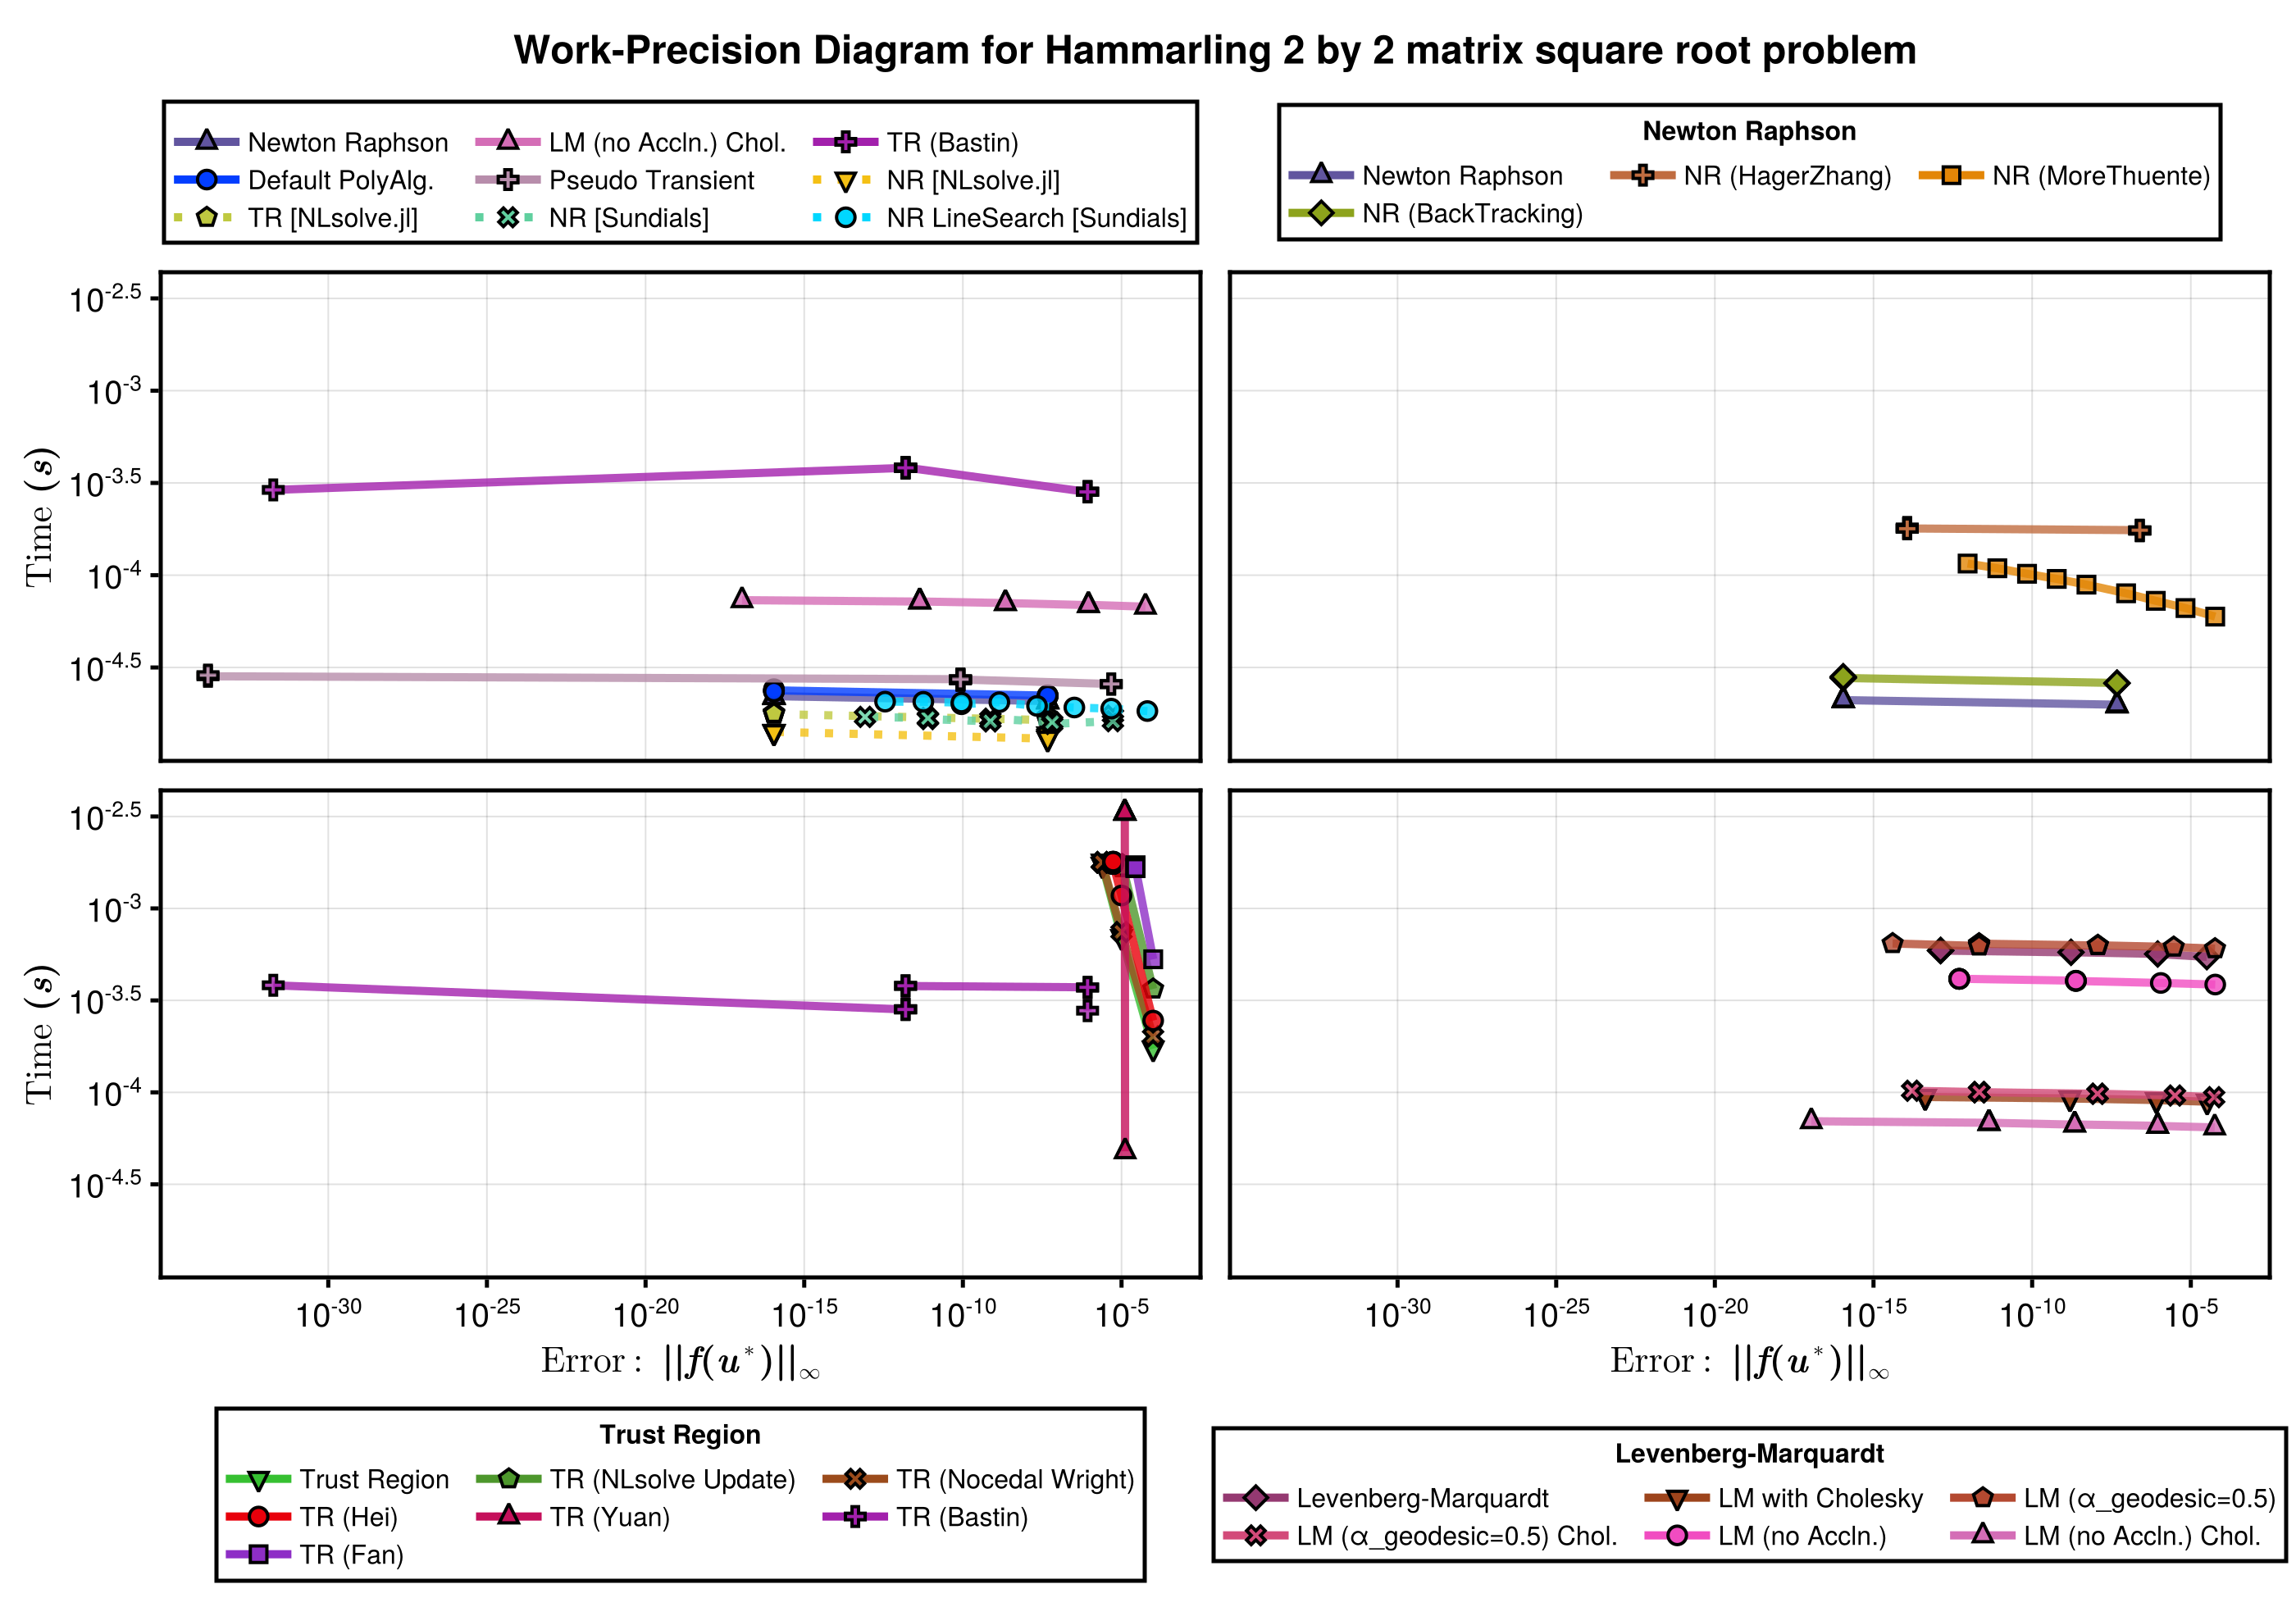 Work-Precision Diagram for Hammarling 2 by 2 matrix square root problem
Newton Raphson LM (no Accln.) Chol. TR (Bastin)
Default PolyAlg. Pseudo Transient NR [NLsolve.jl]
TR [NLsolve.jl] NR [Sundials] NR LineSearch [Sundials]
Newton Raphson
Newton Raphson NR (HagerZhang) NR (MoreThuente)
NR (BackTracking)
10^-2.5
10^-3
10^-3.5
10^-4
10^-4.5
Time (s)
10^-2.5
10^-3
10^-3.5
10^-4
10^-4.5
Time (s)
10^-30 10^-25 10^-20 10^-15 10^-10 10^-5
Error: ||f(u*)||∞
10^-30 10^-25 10^-20 10^-15 10^-10 10^-5
Error: ||f(u*)||∞
Trust Region
Trust Region TR (NLsolve Update) TR (Nocedal Wright)
TR (Hei) TR (Yuan) TR (Bastin)
TR (Fan)
Levenberg-Marquardt
Levenberg-Marquardt LM with Cholesky LM (α_geodesic=0.5)
LM (α_geodesic=0.5) Chol. LM (no Accln.) LM (no Accln.) Chol.